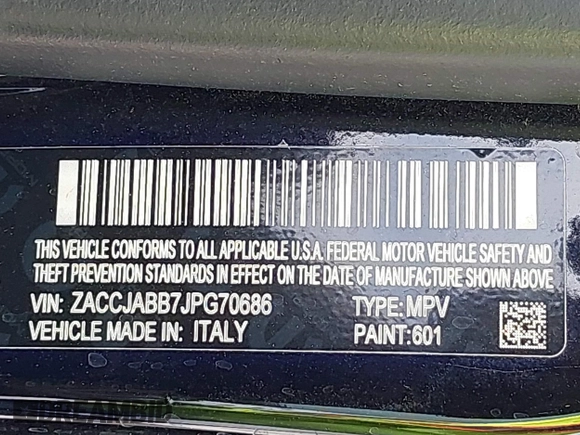 THIS VEHICLE CONFORMS TO ALL APPLICABLE U.S.A. FEDERAL MOTOR VEHICLE SAFETY AND
THEFT PREVENTION STANDARDS IN EFFECT ON THE DATE OF MANUFACTURE SHOWN ABOVE
VIN: ZACCJABB7JPG70686 TYPE: MPV
VEHICLE MADE IN: ITALY PAINT:601